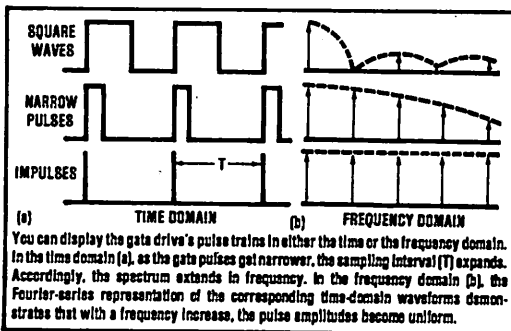 SQUARE
WAVES
NARROW
PULSES
IMPULSES
T
(a) TIME DOMAIN (b) FREQUENCY DOMAIN
You can display the gate drive's pulse trains in either the time or the frequency domain.
In the time domain (a), as the gate pulses get narrower, the sampling interval (T) expands.
Accordingly, the spectrum extends in frequency. In the frequency domain (b), the
Fourier-series representation of the corresponding time-domain waveforms demon-
strates that with a frequency increase, the pulse amplitudes become uniform.